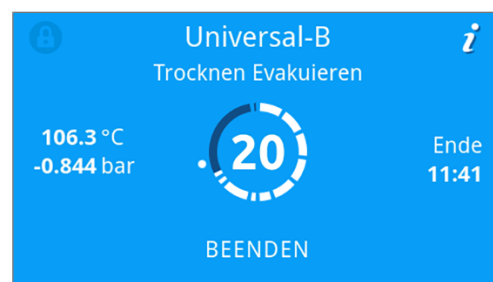 Universal-B
i
Trocknen Evakuieren
106.3 °C
-0.844 bar
20
Ende
11:41
BEENDEN